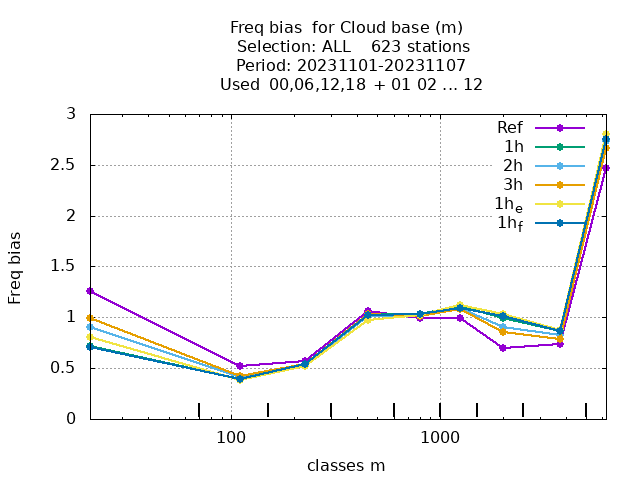 Freq bias  for Cloud base (m)
Selection: ALL    623 stations
Period: 20231101-20231107
Used  00,06,12,18  + 01 02 ... 12
3
2.5
2
1.5
1
0.5
0
Freq bias
Ref
1h
2h
3h
1h_e
1h_f
100
1000
classes m